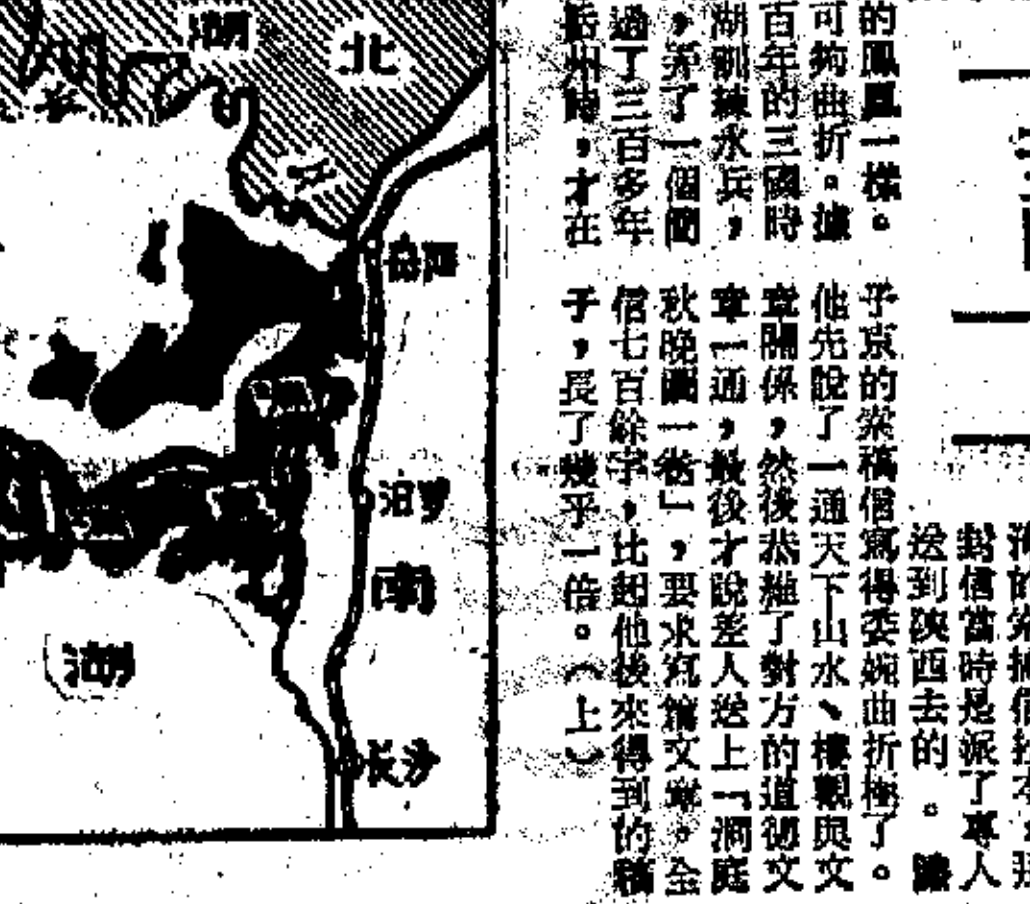 湖
北
长
江
岳陽
汨罗
南
湖
长沙
的鳳凰一樣。
可夠曲折。據
百年的三國時
湖訓練水兵，
，弄了一個簡
過了三百多年
岳州時，才在
封信當時是派了專人
送到陝西去的。滕
子京的索稿信寫得委婉曲折極了。
他先說了一通天下山水、樓觀與文
章關係，然後恭維了對方的道德文
章一通，最後才說差人送上「洞庭
秋晚圖一卷」，要求寫篇文章。全
信七百餘字，比起他後來得到的稿
子，長了幾乎一倍。（上）